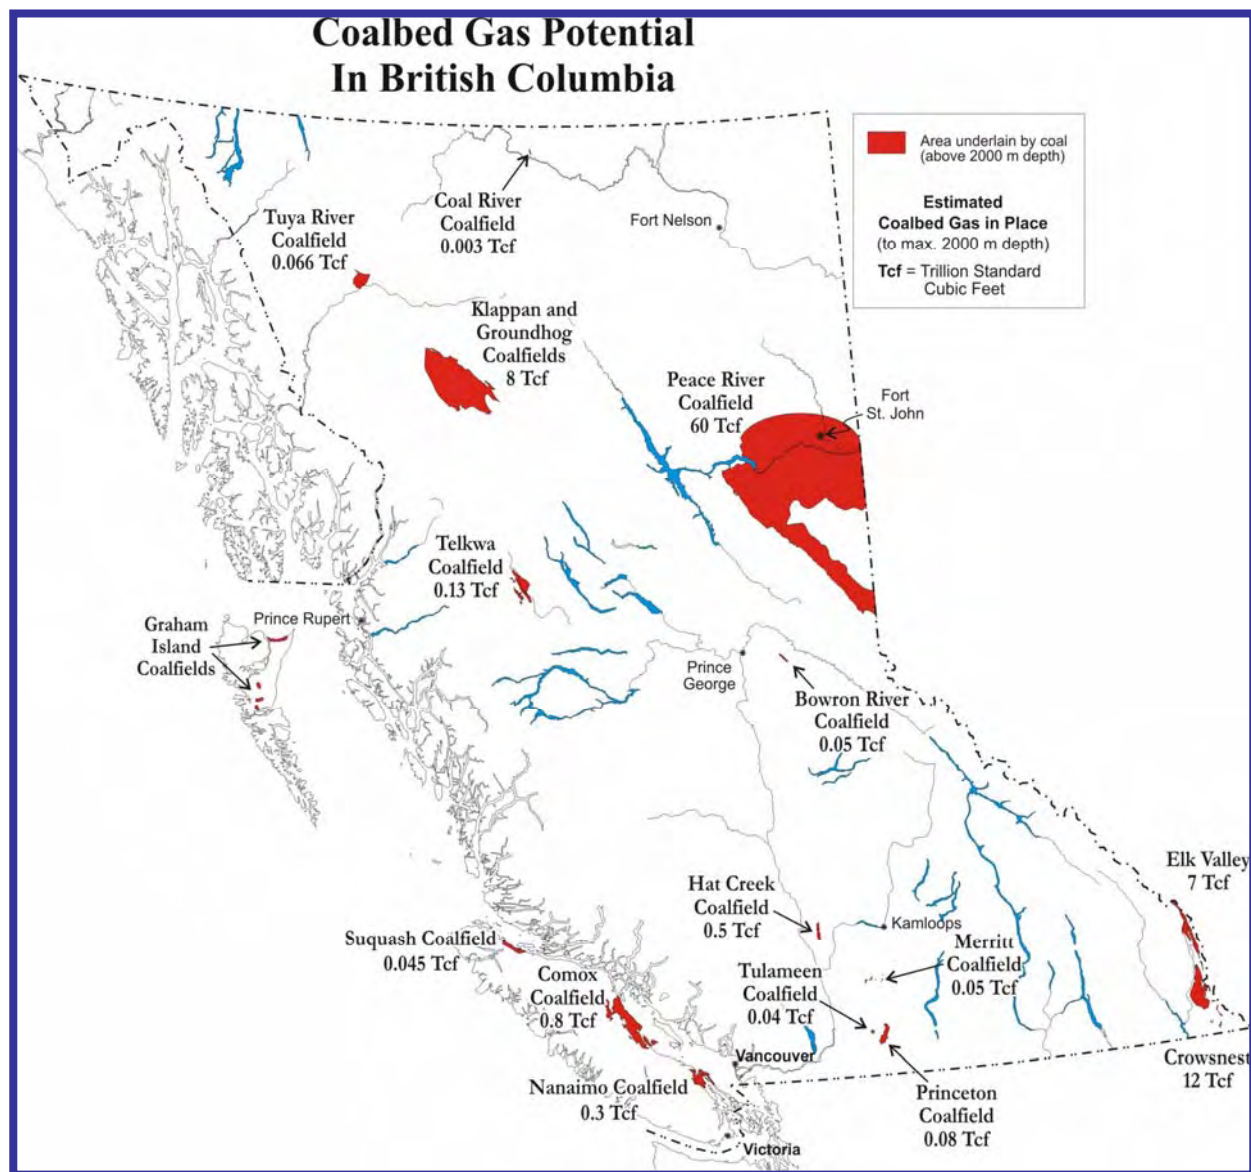 Coalbed Gas Potential
In British Columbia
Area underlain by coal
(above 2000 m depth)
Estimated
Coalbed Gas in Place
(to max. 2000 m depth)
Tcf = Trillion Standard
Cubic Feet
Coal River
Coalfield
0.003 Tcf
Fort Nelson
Tuya River
Coalfield
0.066 Tcf
Klappan and
Groundhog
Coalfields
8 Tcf
Peace River
Coalfield
60 Tcf
Fort
St. John
Telkwa
Coalfield
0.13 Tcf
Graham
Island
Coalfields
Prince Rupert
Prince
George
Bowron River
Coalfield
0.05 Tcf
Elk Valley
7 Tcf
Hat Creek
Coalfield
0.5 Tcf
Kamloops
Suquash Coalfield
0.045 Tcf
Merritt
Coalfield
0.05 Tcf
Comox
Coalfield
0.8 Tcf
Tulameen
Coalfield
0.04 Tcf
Vancouver
Crowsnest
12 Tcf
Nanaimo Coalfield
0.3 Tcf
Princeton
Coalfield
0.08 Tcf
Victoria